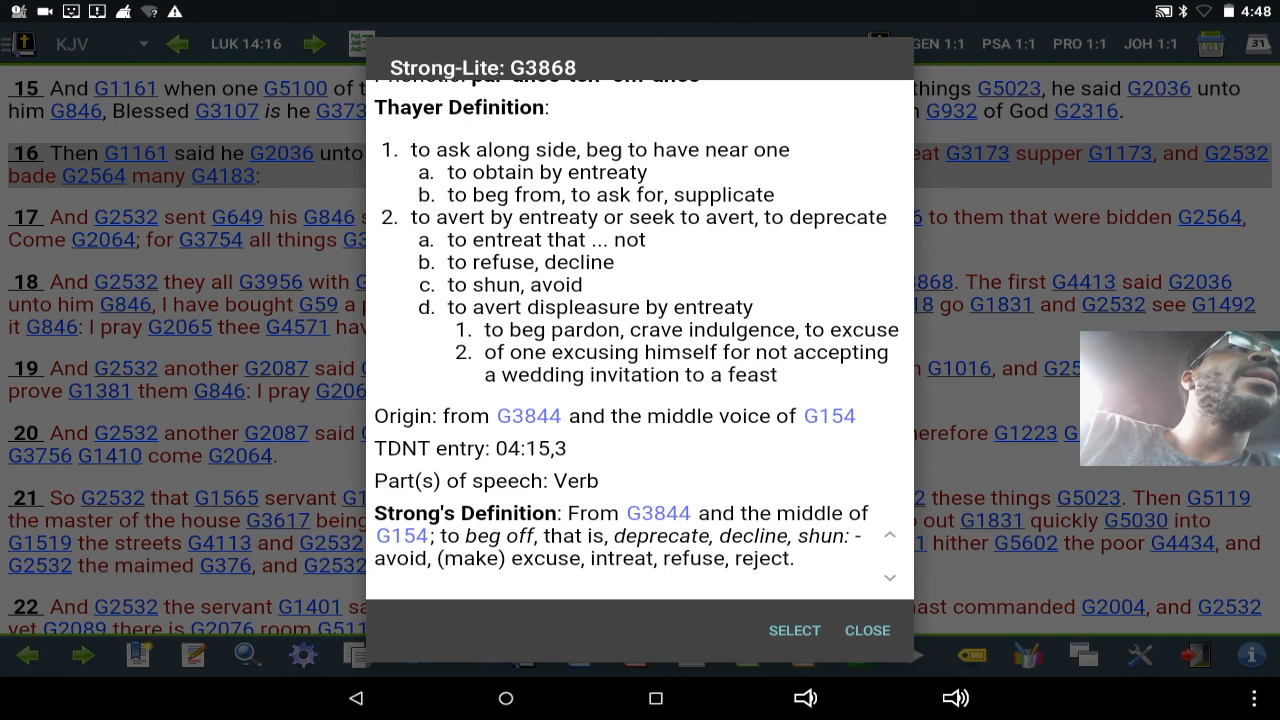 4:48
KJV
LUK 14:16
GEN 1:1 PSA 1:1 PRO 1:1 JOH 1:1
31
Strong-Lite: G3868
Thayer Definition:
1. to ask along side, beg to have near one
a. to obtain by entreaty
b. to beg from, to ask for, supplicate
2. to avert by entreaty or seek to avert, to deprecate
a. to entreat that ... not
b. to refuse, decline
c. to shun, avoid
d. to avert displeasure by entreaty
1. to beg pardon, crave indulgence, to excuse
2. of one excusing himself for not accepting
a wedding invitation to a feast
Origin: from G3844 and the middle voice of G154
TDNT entry: 04:15,3
Part(s) of speech: Verb
Strong's Definition: From G3844 and the middle of
G154; to beg off, that is, deprecate, decline, shun: -
avoid, (make) excuse, intreat, refuse, reject.
SELECT CLOSE
15 And G1161 when one G5100 of things G5023, he said G2036 unto
him G846, Blessed G3107 is he of God G2316.
16 Then G1161 said he G2036 unto G3173 supper G1173, and G2532
bade G2564 many G4183:
17 And G2532 sent G649 his G846 to them that were bidden G2564,
Come G2064; for G3754 all things
18 And G2532 they all G3956 with The first G4413 said G2036
unto him G846, I have bought G59 a go G1831 and G2532 see G1492
it G846: I pray G2065 thee G4571
19 And G2532 another G2087 said G1016, and
prove G1381 them G846: I pray
20 And G2532 another G2087 said G1223
G3756 G1410 come G2064.
21 So G2532 that G1565 servant these things G5023. Then G5119
the master of the house G3617 out G1831 quickly G5030 into
G1519 the streets G4113 and G2532 hither G5602 the poor G4434, and
G2532 the maimed G376, and
22 And G2532 the servant G1401 commanded G2004, and G2532
yet G2089 there is G2076 room